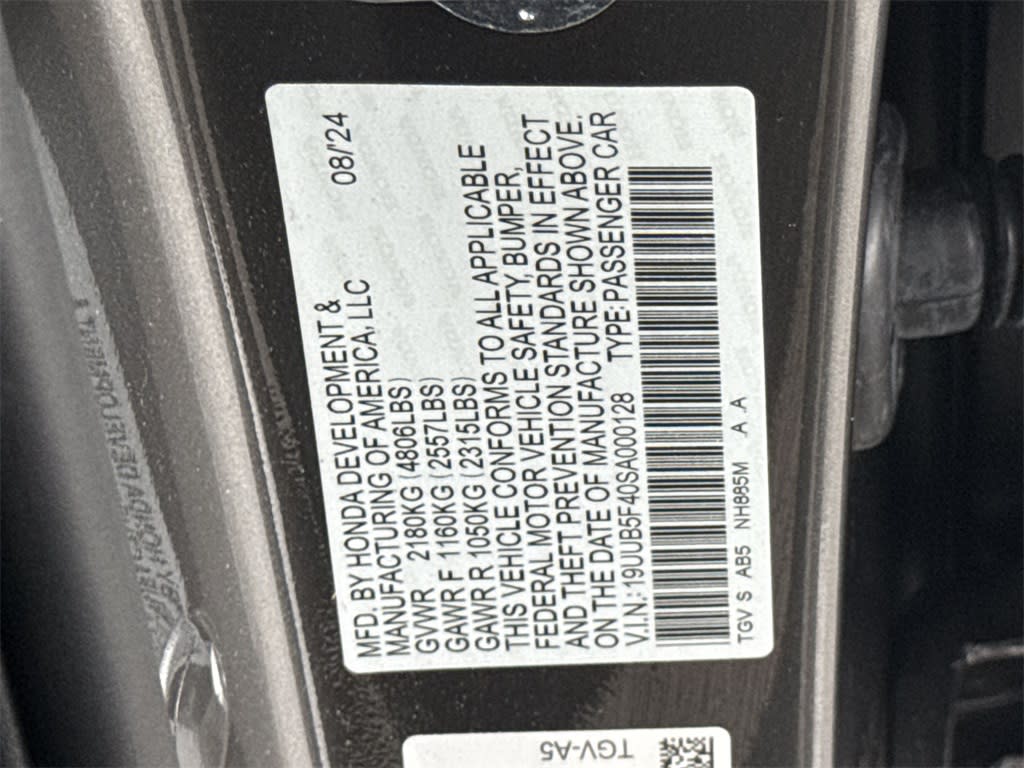 MFD. BY HONDA DEVELOPMENT &
MANUFACTURING OF AMERICA, LLC 08/'24
GVWR 2180KG (4806LBS)
GAWR F 1160KG (2557LBS)
GAWR R 1050KG (2315LBS)
THIS VEHICLE CONFORMS TO ALL APPLICABLE
FEDERAL MOTOR VEHICLE SAFETY, BUMPER,
AND THEFT PREVENTION STANDARDS IN EFFECT
ON THE DATE OF MANUFACTURE SHOWN ABOVE.
V.I.N.:19UUB5F40SA000128 TYPE:PASSENGER CAR
TGV S AB5 NH885M A .A
TGV-A5